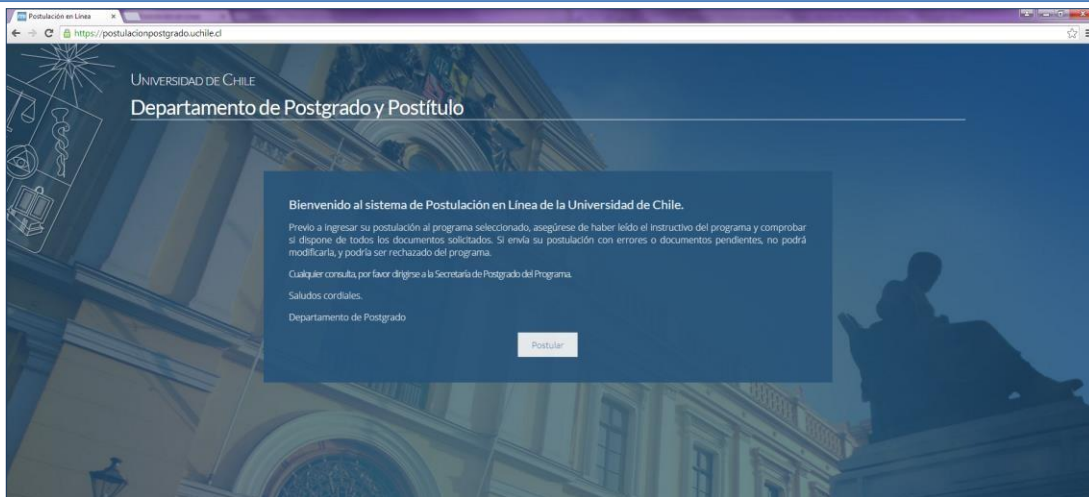 Postulación en Línea
https://postulacionpostgrado.uchile.cl
UNIVERSIDAD DE CHILE
Departamento de Postgrado y Postítulo
Bienvenido al sistema de Postulación en Línea de la Universidad de Chile.
Previo a ingresar su postulación al programa seleccionado, asegúrese de haber leído el instructivo del programa y comprobar
si dispone de todos los documentos solicitados. Si envía su postulación con errores o documentos pendientes, no podrá
modificarla, y podría ser rechazado del programa.
Cualquier consulta, por favor dirigirse a la Secretaría de Postgrado del Programa.
Saludos cordiales.
Departamento de Postgrado
Postular